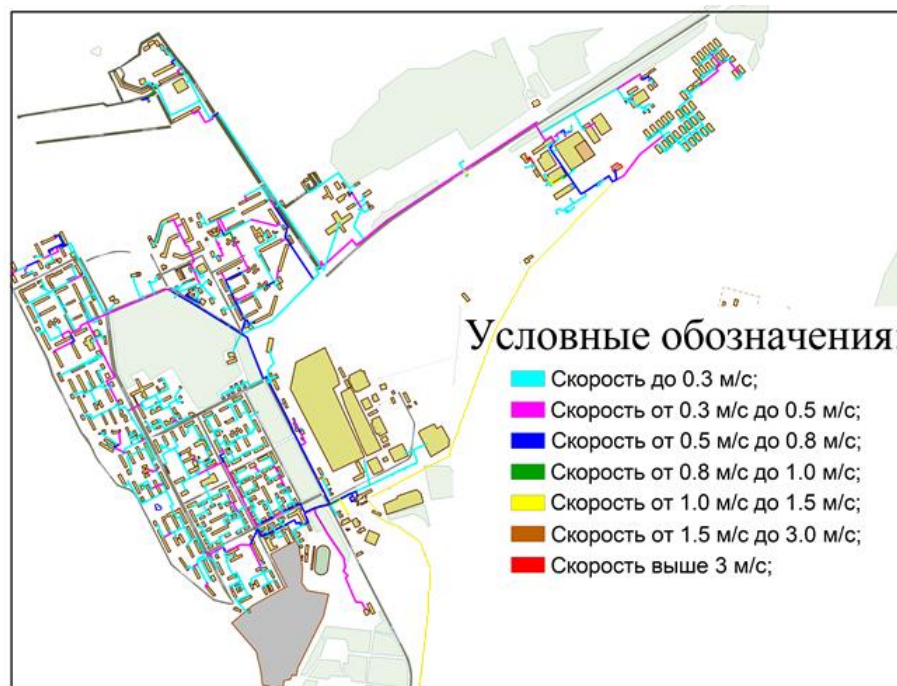 Условные обозначения:
Скорость до 0.3 м/с;
Скорость от 0.3 м/с до 0.5 м/с;
Скорость от 0.5 м/с до 0.8 м/с;
Скорость от 0.8 м/с до 1.0 м/с;
Скорость от 1.0 м/с до 1.5 м/с;
Скорость от 1.5 м/с до 3.0 м/с;
Скорость выше 3 м/с;